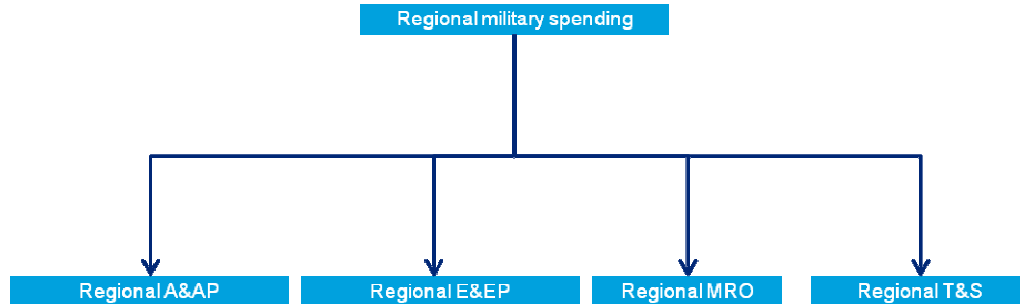 Regional military spending
Regional A&AP
Regional E&EP
Regional MRO
Regional T&S